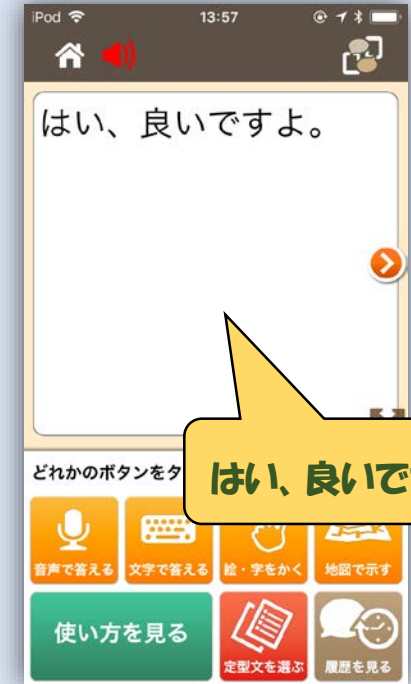 iPod 13:57
はい、良いですよ。
どれかのボタンをタ
はい、良いで
音声で答える 文字で答える 絵・字をかく 地図で示す
使い方を見る
定型文を選ぶ 履歴を見る